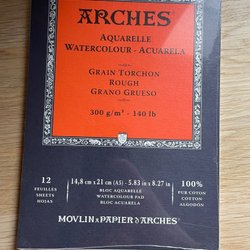 ARCHES®
AQUARELLE
WATERCOLOUR - ACUARELA
GRAIN TORCHON
ROUGH
GRANO GRUESO
300 g/m² - 140 lb
12
FEUILLES
SHEETS
HOJAS
14,8 cm x 21 cm (A5) - 5.83 in x 8.27 in
BLOC AQUARELLE
WATERCOLOUR PAD
BLOC ACUARELA
100%
PUR COTON
COTTON
ALGODÓN
MOVLIN & PAPIER D'ARCHES